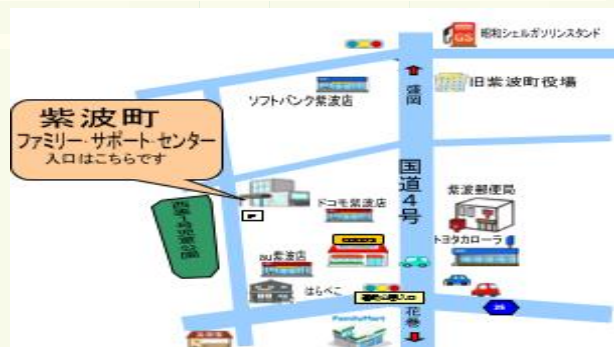 昭和シェルガソリンスタンド
GS
旧紫波町役場
ソフトバンク紫波店
盛岡
紫波町
ファミリー・サポート・センター
入口はこちらです
国道4号
紫波郵便局
ドコモ紫波店
トヨタカローラ
au紫波店
はらぺこ
25
花巻
FamilyMart